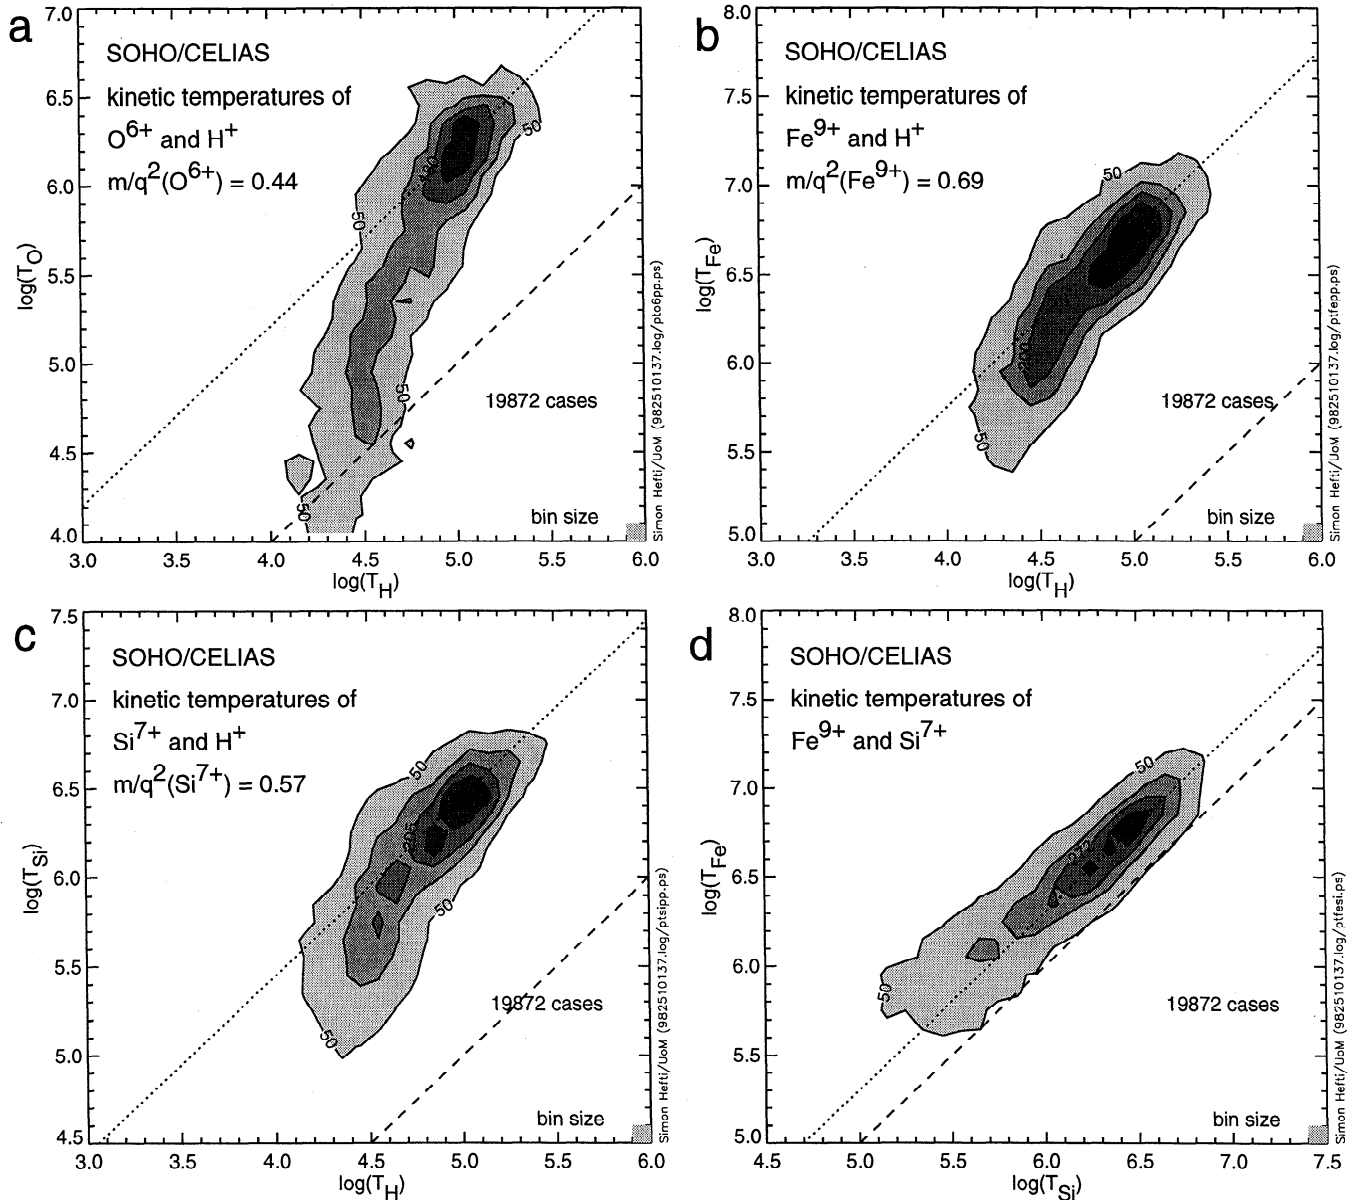 a
SOHO/CELIAS
kinetic temperatures of
O6+ and H+
m/q2(O6+) = 0.44
7.0
6.5
6.0
5.5
5.0
4.5
4.0
log(TO)
50
50
50
50
19872 cases
bin size
3.0 3.5 4.0 4.5 5.0 5.5 6.0
log(TH)
Simon Hefti/UoM (982510137.log/pto6pp.ps)
b
SOHO/CELIAS
kinetic temperatures of
Fe9+ and H+
m/q2(Fe9+) = 0.69
8.0
7.5
7.0
6.5
6.0
5.5
5.0
log(TFe)
50
50
19872 cases
bin size
3.0 3.5 4.0 4.5 5.0 5.5 6.0
log(TH)
Simon Hefti/UoM (982510137.log/ptfepp.ps)
c
SOHO/CELIAS
kinetic temperatures of
Si7+ and H+
m/q2(Si7+) = 0.57
7.5
7.0
6.5
6.0
5.5
5.0
4.5
log(TSi)
50
50
50
19872 cases
bin size
3.0 3.5 4.0 4.5 5.0 5.5 6.0
log(TH)
Simon Hefti/UoM (982510137.log/ptsipp.ps)
d
SOHO/CELIAS
kinetic temperatures of
Fe9+ and Si7+
8.0
7.5
7.0
6.5
6.0
5.5
5.0
log(TFe)
50
50
19872 cases
bin size
4.5 5.0 5.5 6.0 6.5 7.0 7.5
log(TSi)
Simon Hefti/UoM (982510137.log/ptfesi.ps)